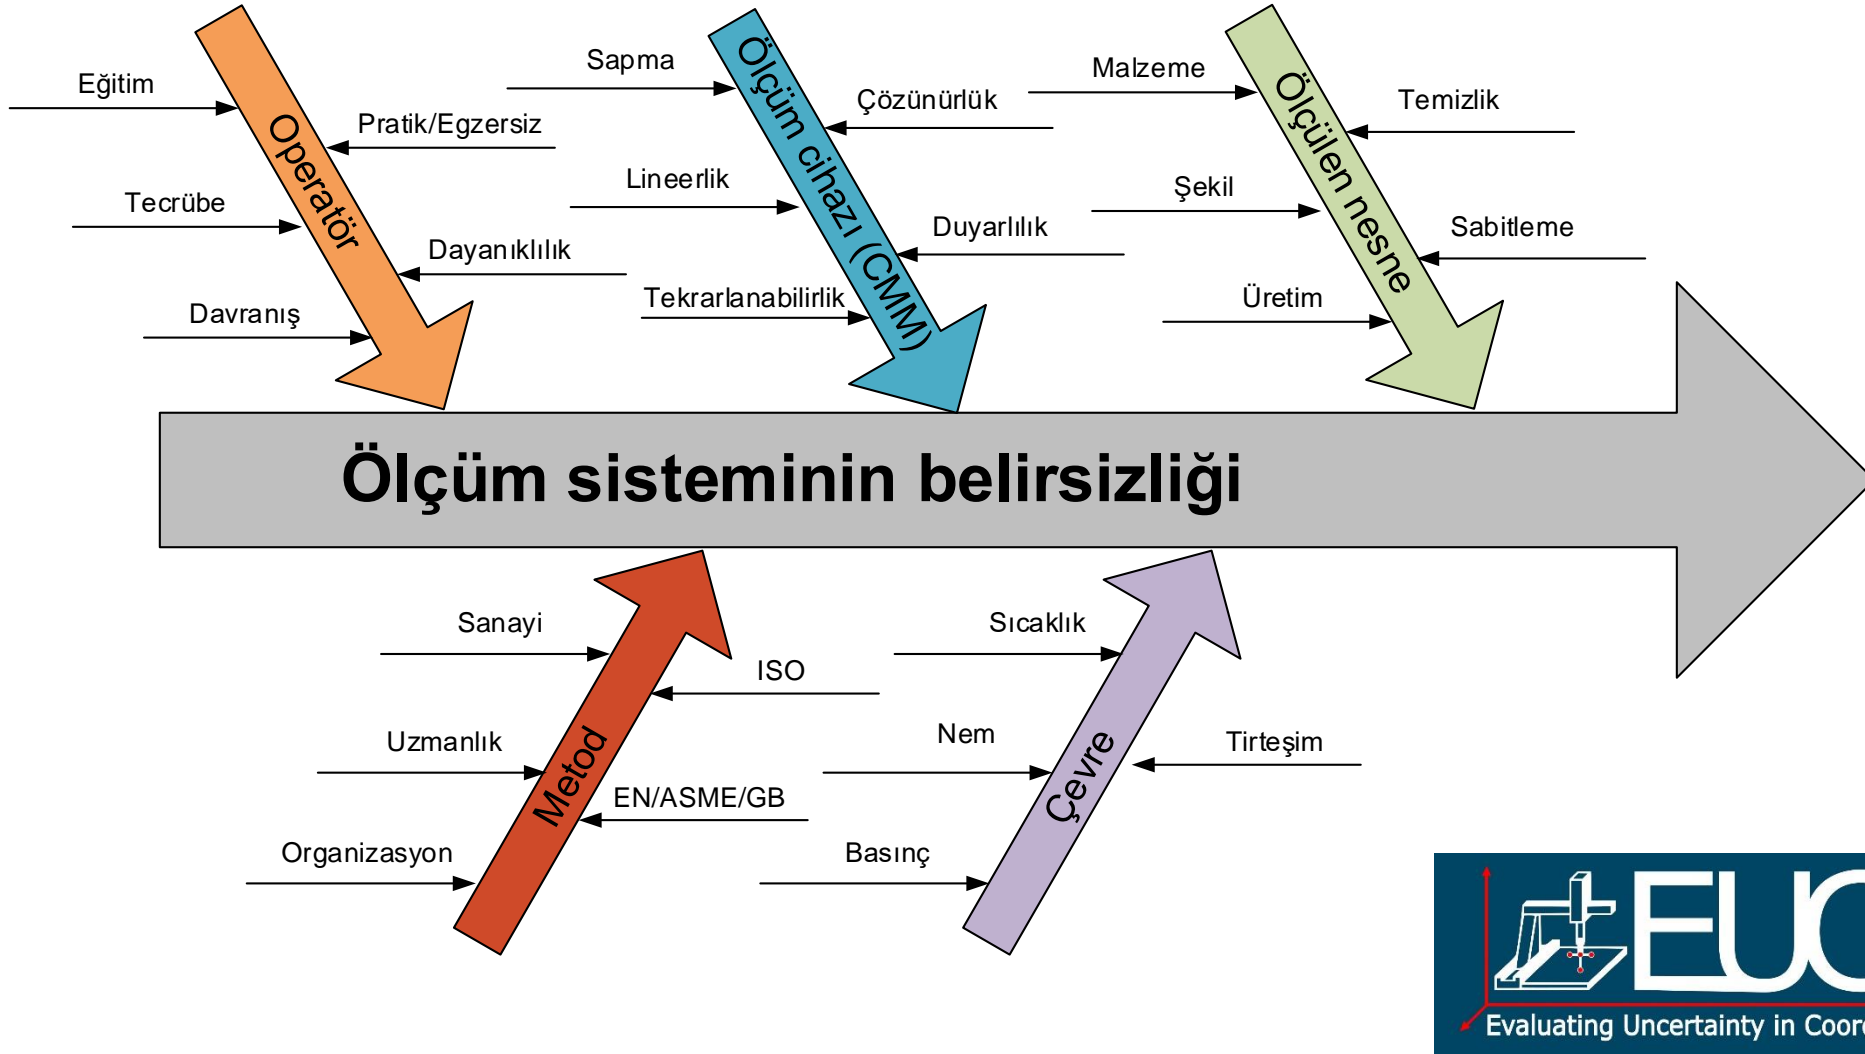 Eğitim
Pratik/Egzersiz
Tecrübe
Dayanıklılık
Davranış
Operatör
Sapma
Çözünürlük
Lineerlik
Duyarlılık
Tekrarlanabilirlik
Ölçüm cihazı (CMM)
Malzeme
Temizlik
Şekil
Sabitleme
Üretim
Ölçülen nesne
Ölçüm sisteminin belirsizliği
Sanayi
ISO
Uzmanlık
EN/ASME/GB
Organizasyon
Metod
Sıcaklık
Nem
Tirteşim
Basınç
Çevre
Evaluating Uncertainty in